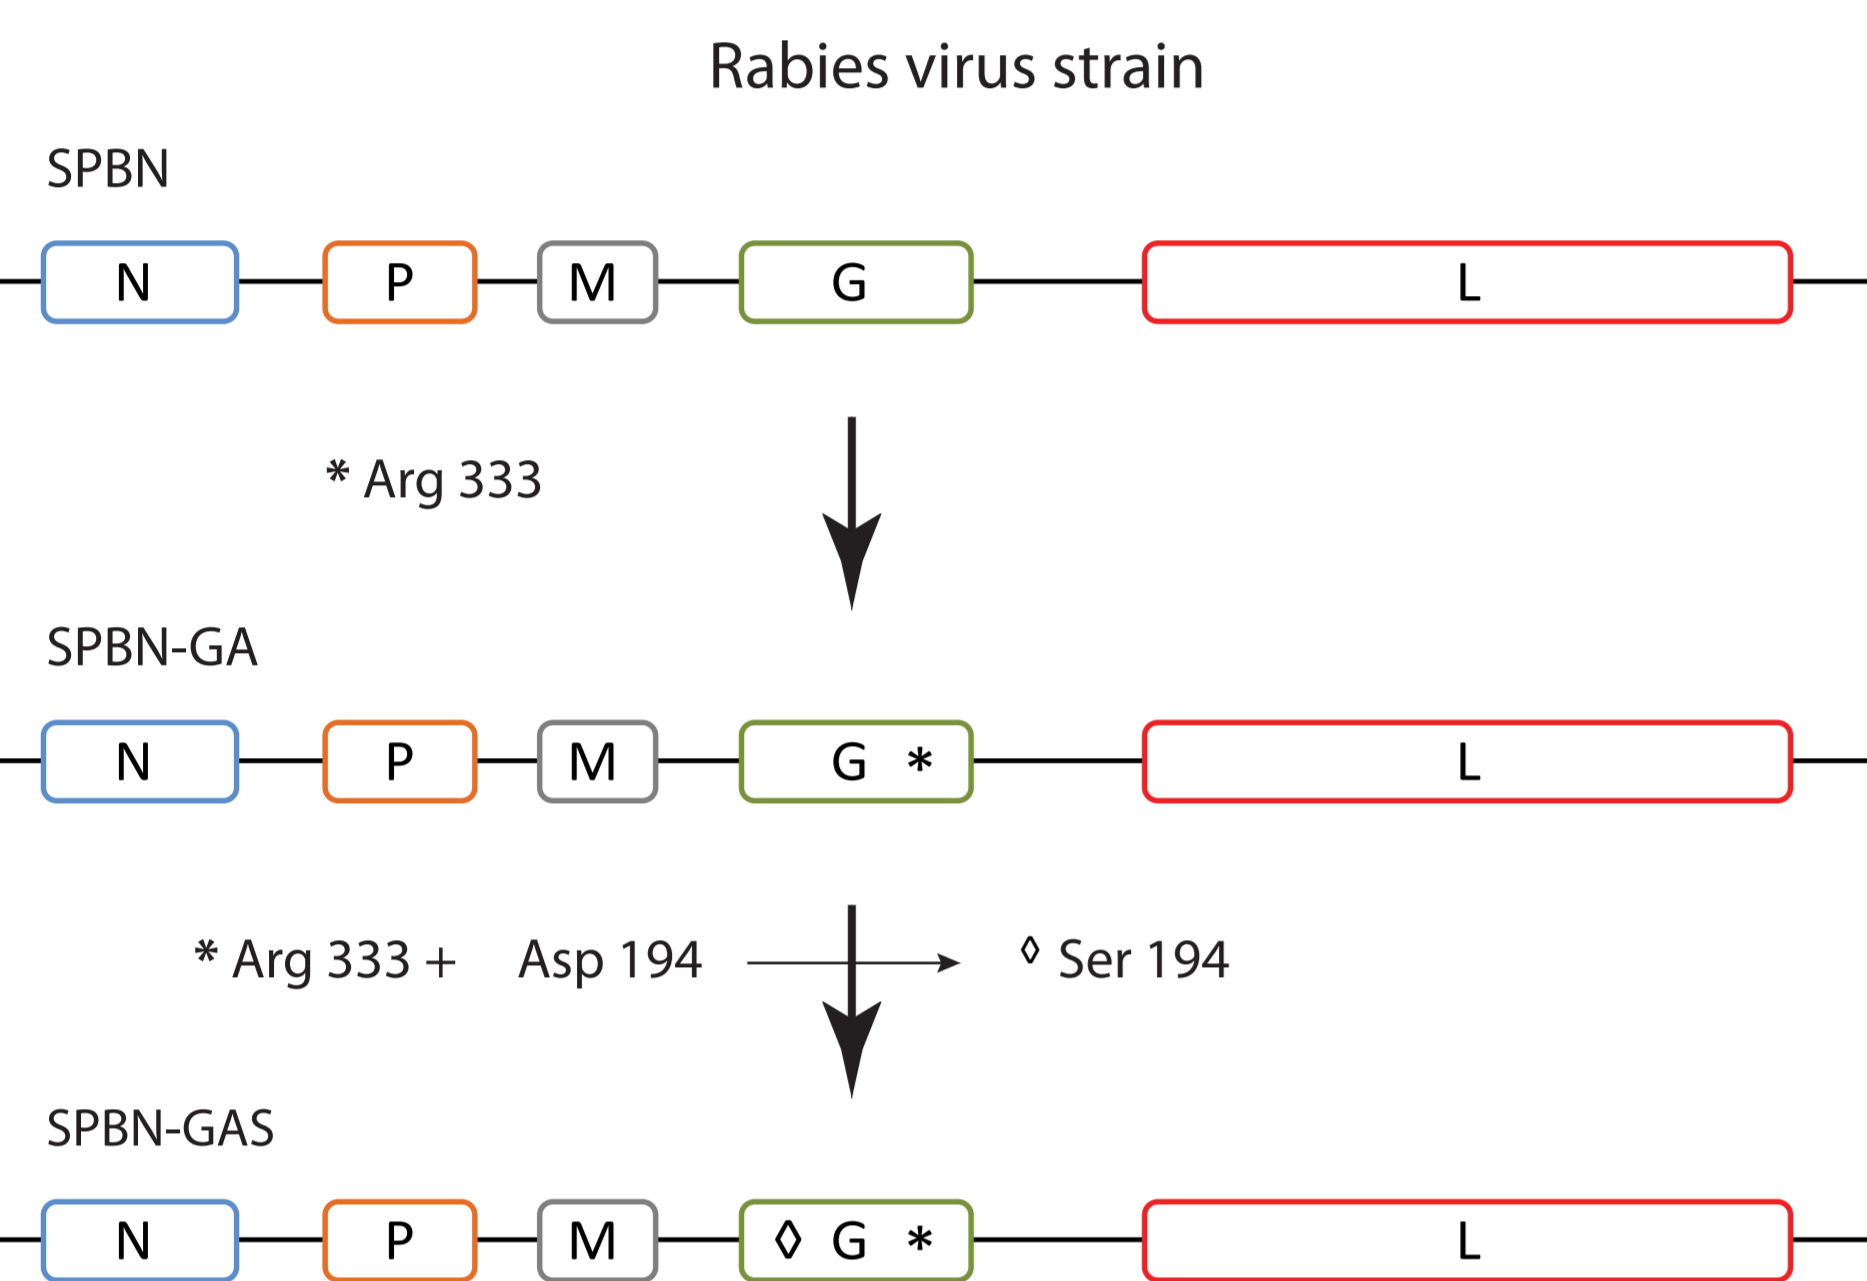 Rabies virus strain
SPBN
N P M G L
* Arg 333
SPBN-GA
N P M G * L
* Arg 333 + Asp 194 ◊ Ser 194
SPBN-GAS
N P M ◊ G * L